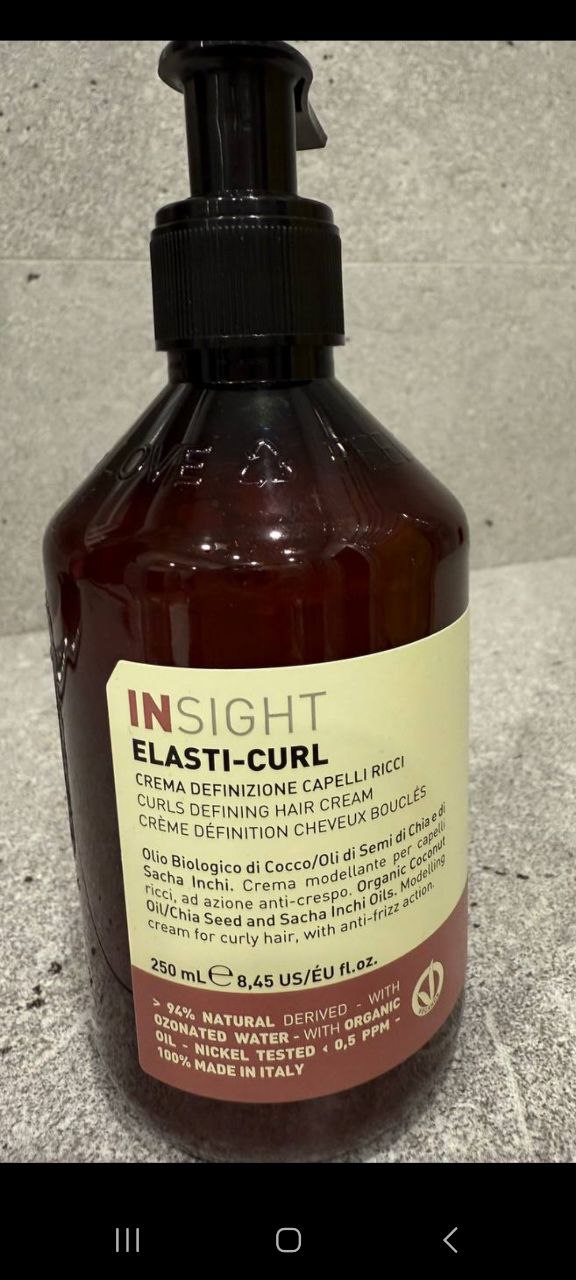 LOVE
INSIGHT
ELASTI-CURL
CREMA DEFINIZIONE CAPELLI RICCI
CURLS DEFINING HAIR CREAM
CRÈME DÉFINITION CHEVEUX BOUCLÉS
Olio Biologico di Cocco/Oli di Semi di Chia e di
Sacha Inchi. Crema modellante per capelli
ricci, ad azione anti-crespo. Organic Coconut
Oil/Chia Seed and Sacha Inchi Oils. Modelling
cream for curly hair, with anti-frizz action.
250 mL℮ 8,45 US/ÉU fl.oz.
> 94% NATURAL DERIVED - WITH
OZONATED WATER - WITH ORGANIC
OIL - NICKEL TESTED < 0,5 PPM -
100% MADE IN ITALY